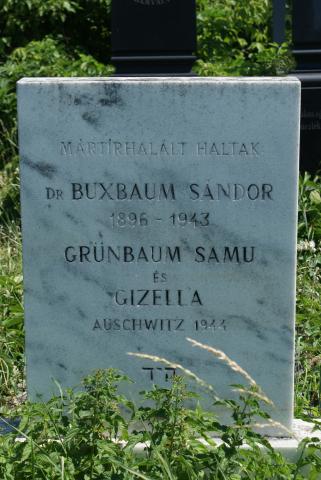 MÁRTÍRHALÁLT HALTAK
DR BUXBAUM SÁNDOR
1896 - 1943
GRÜNBAUM SAMU
ÉS
GIZELLA
AUSCHWITZ 1944